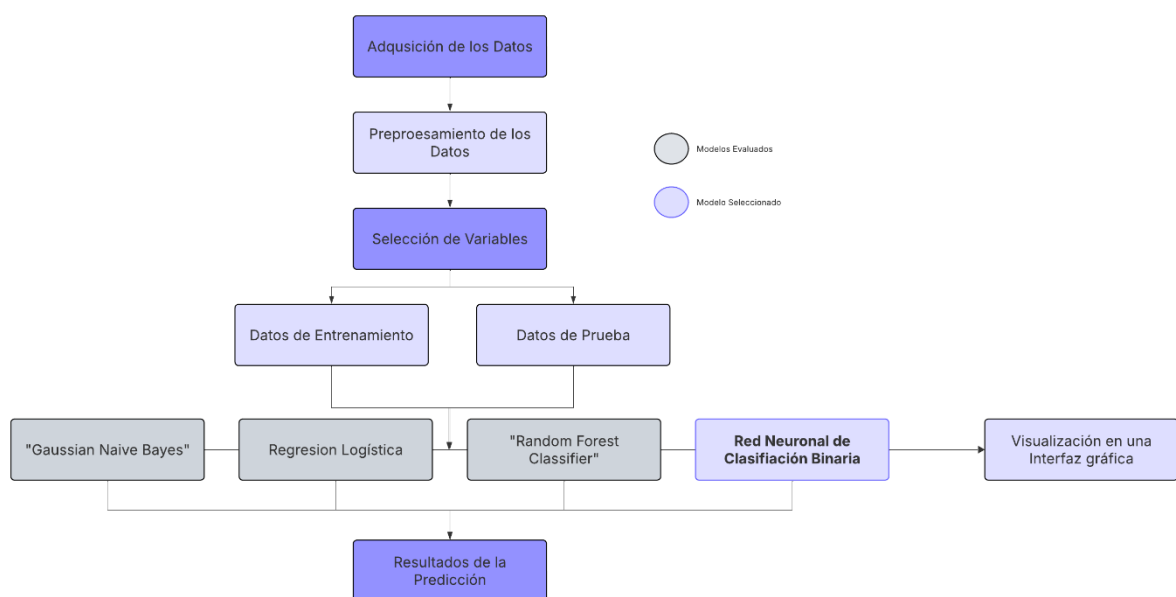 Adqusición de los Datos
Preproesamiento de los
Datos
Modelos Evaluados
Modelo Seleccionado
Selección de Variables
Datos de Entrenamiento
Datos de Prueba
"Gaussian Naive Bayes"
Regresion Logística
"Random Forest
Classifier"
Red Neuronal de
Clasifiación Binaria
Visualización en una
Interfaz gráfica
Resultados de la
Predicción